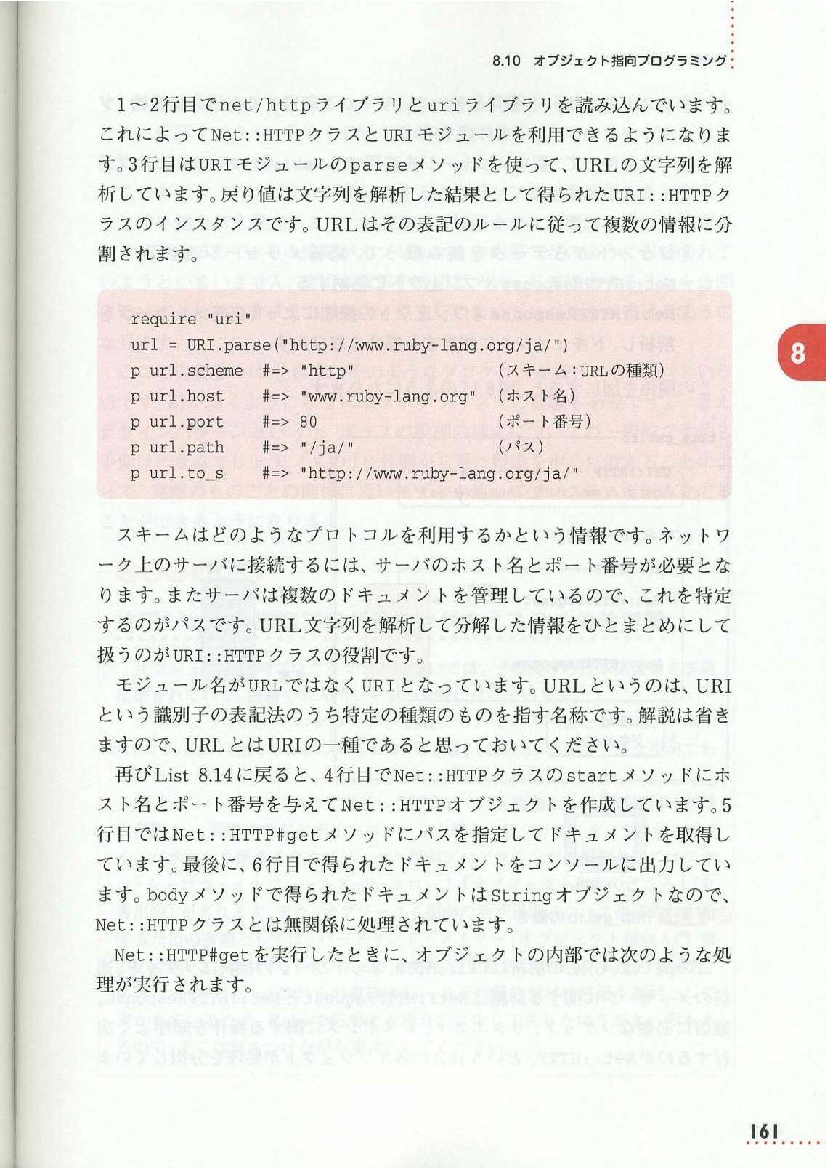 8.10 オブジェクト指向プログラミング
1～2行目でnet/httpライブラリとuriライブラリを読み込んでいます。
これによってNet::HTTPクラスとURIモジュールを利用できるようになりま
す。3行目はURIモジュールのparseメソッドを使って、URLの文字列を解
析しています。戻り値は文字列を解析した結果として得られたURI::HTTPク
ラスのインスタンスです。URLはその表記のルールに従って複数の情報に分
割されます。
require "uri"
url = URI.parse("http://www.ruby-lang.org/ja/")
p url.scheme #=> "http" (スキーム:URLの種類)
p url.host #=> "www.ruby-lang.org" (ホスト名)
p url.port #=> 80 (ポート番号)
p url.path #=> "/ja/" (パス)
p url.to_s #=> "http://www.ruby-lang.org/ja/"
8
スキームはどのようなプロトコルを利用するかという情報です。ネットワ
ーク上のサーバに接続するには、サーバのホスト名とポート番号が必要とな
ります。またサーバは複数のドキュメントを管理しているので、これを特定
するのがパスです。URL文字列を解析して分解した情報をひとまとめにして
扱うのがURI::HTTPクラスの役割です。
モジュール名がURLではなくURIとなっています。URLというのは、URI
という識別子の表記法のうち特定の種類のものを指す名称です。解説は省き
ますので、URLとはURIの一種であると思っておいてください。
再びList 8.14に戻ると、4行目でNet::HTTPクラスのstartメソッドにホ
スト名とポート番号を与えてNet::HTTPオブジェクトを作成しています。5
行目ではNet::HTTP#getメソッドにパスを指定してドキュメントを取得し
ています。最後に、6行目で得られたドキュメントをコンソールに出力してい
ます。bodyメソッドで得られたドキュメントはStringオブジェクトなので、
Net::HTTPクラスとは無関係に処理されています。
Net::HTTP#getを実行したときに、オブジェクトの内部では次のような処
理が実行されます。
161